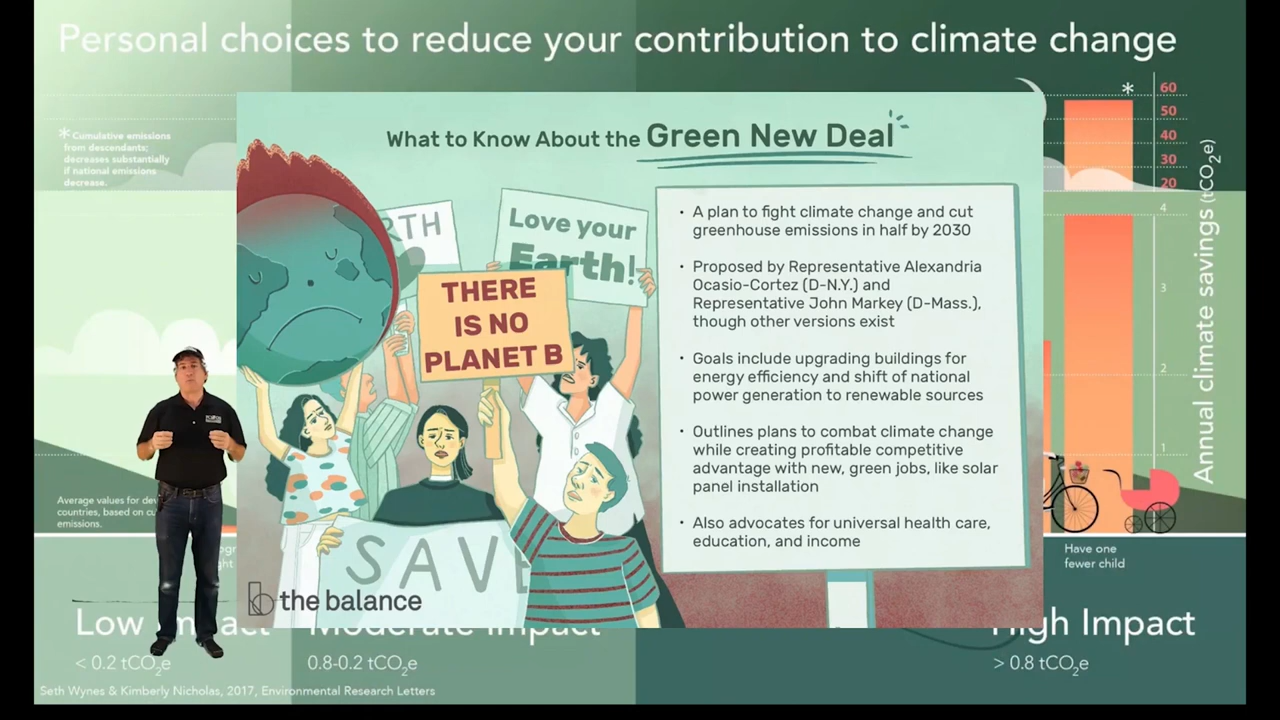 Personal choices to reduce your contribution to climate change
* Cumulative emissions
from descendants;
decreases substantially
if national emissions
decrease.
What to Know About the Green New Deal
Love your
Earth!
THERE
IS NO
PLANET B
SAVE
the balance
• A plan to fight climate change and cut
greenhouse emissions in half by 2030
• Proposed by Representative Alexandria
Ocasio-Cortez (D-N.Y.) and
Representative John Markey (D-Mass.),
though other versions exist
• Goals include upgrading buildings for
energy efficiency and shift of national
power generation to renewable sources
• Outlines plans to combat climate change
while creating profitable competitive
advantage with new, green jobs, like solar
panel installation
• Also advocates for universal health care,
education, and income
*
60
50
40
30
20
4
3
2
1
Annual climate savings (tCO2e)
Average values for
countries, based on
emissions.
Have one
fewer child
Low Impact
< 0.2 tCO2e
Moderate Impact
0.8-0.2 tCO2e
High Impact
> 0.8 tCO2e
Seth Wynes & Kimberly Nicholas, 2017, Environmental Research Letters